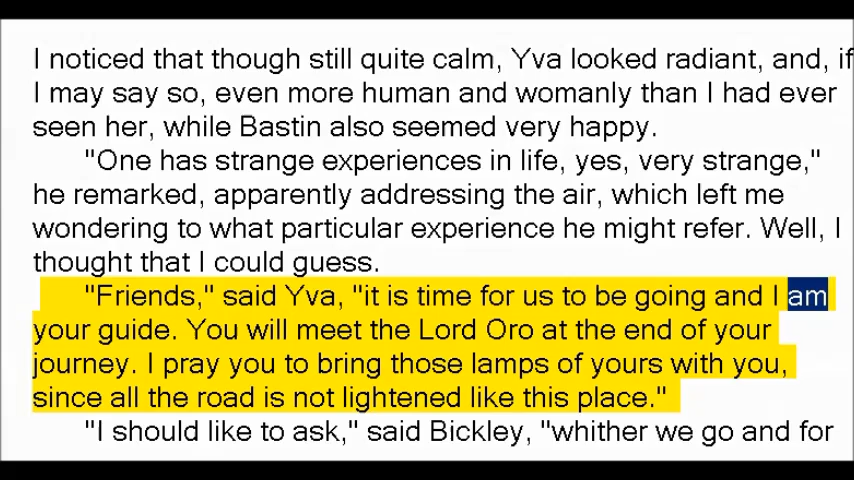 I noticed that though still quite calm, Yva looked radiant, and, if
I may say so, even more human and womanly than I had ever
seen her, while Bastin also seemed very happy.
"One has strange experiences in life, yes, very strange,"
he remarked, apparently addressing the air, which left me
wondering to what particular experience he might refer. Well, I
thought that I could guess.
"Friends," said Yva, "it is time for us to be going and I am
your guide. You will meet the Lord Oro at the end of your
journey. I pray you to bring those lamps of yours with you,
since all the road is not lightened like this place."
"I should like to ask," said Bickley, "whither we go and for